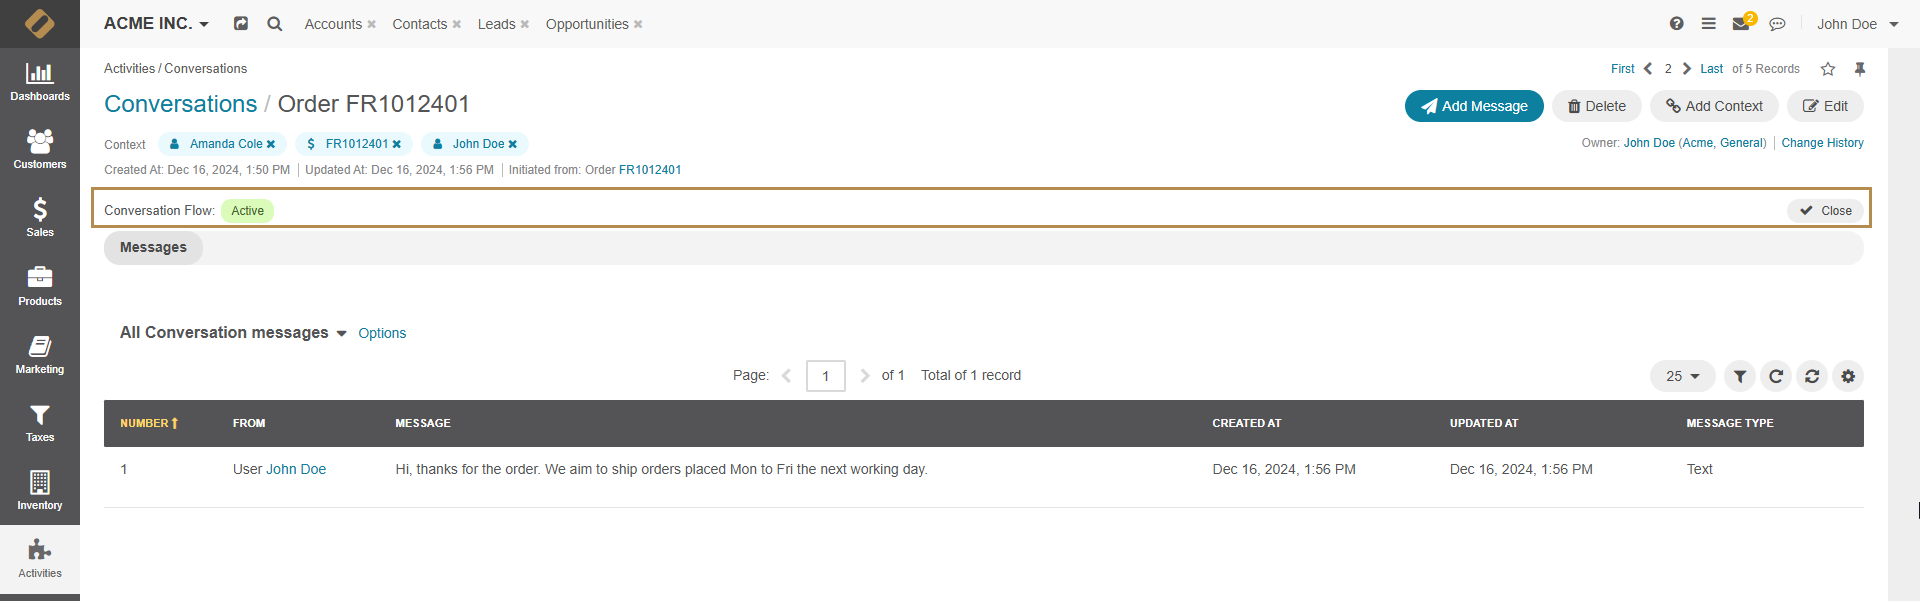 ACME INC. Accounts Contacts Leads Opportunities 2 John Doe
Dashboards
Customers
Sales
Products
Marketing
Taxes
Inventory
Activities
Activities / Conversations First 2 Last of 5 Records
Conversations / Order FR1012401 Add Message Delete Add Context Edit
Context Amanda Cole FR1012401 John Doe Owner: John Doe (Acme, General) Change History
Created At: Dec 16, 2024, 1:50 PM Updated At: Dec 16, 2024, 1:56 PM Initiated from: Order FR1012401
Conversation Flow: Active Close
Messages
All Conversation messages Options
Page: 1 of 1 Total of 1 record 25
NUMBER FROM MESSAGE CREATED AT UPDATED AT MESSAGE TYPE
1 User John Doe Hi, thanks for the order. We aim to ship orders placed Mon to Fri the next working day. Dec 16, 2024, 1:56 PM Dec 16, 2024, 1:56 PM Text